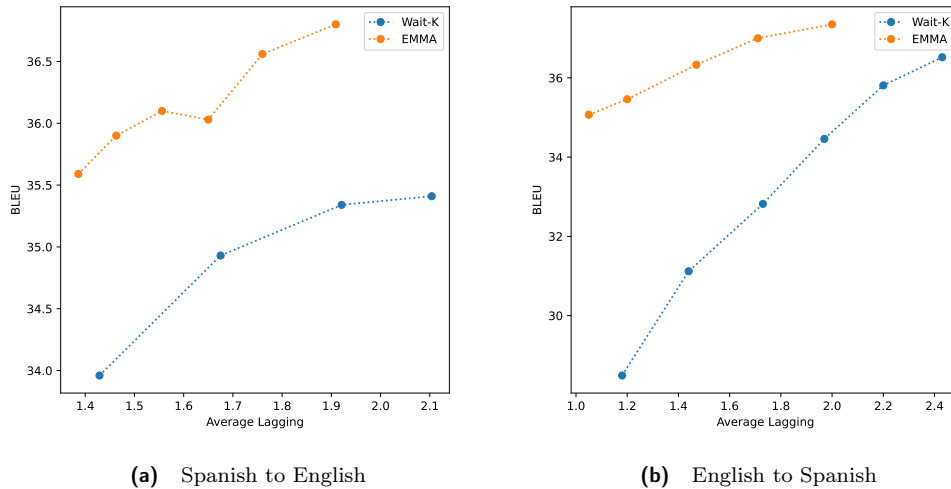 Wait-K
EMMA
36.5
36.0
35.5
35.0
34.5
34.0
BLEU
1.4 1.5 1.6 1.7 1.8 1.9 2.0 2.1
Average Lagging
(a) Spanish to English
Wait-K
EMMA
36
34
32
30
BLEU
1.0 1.2 1.4 1.6 1.8 2.0 2.2 2.4
Average Lagging
(b) English to Spanish